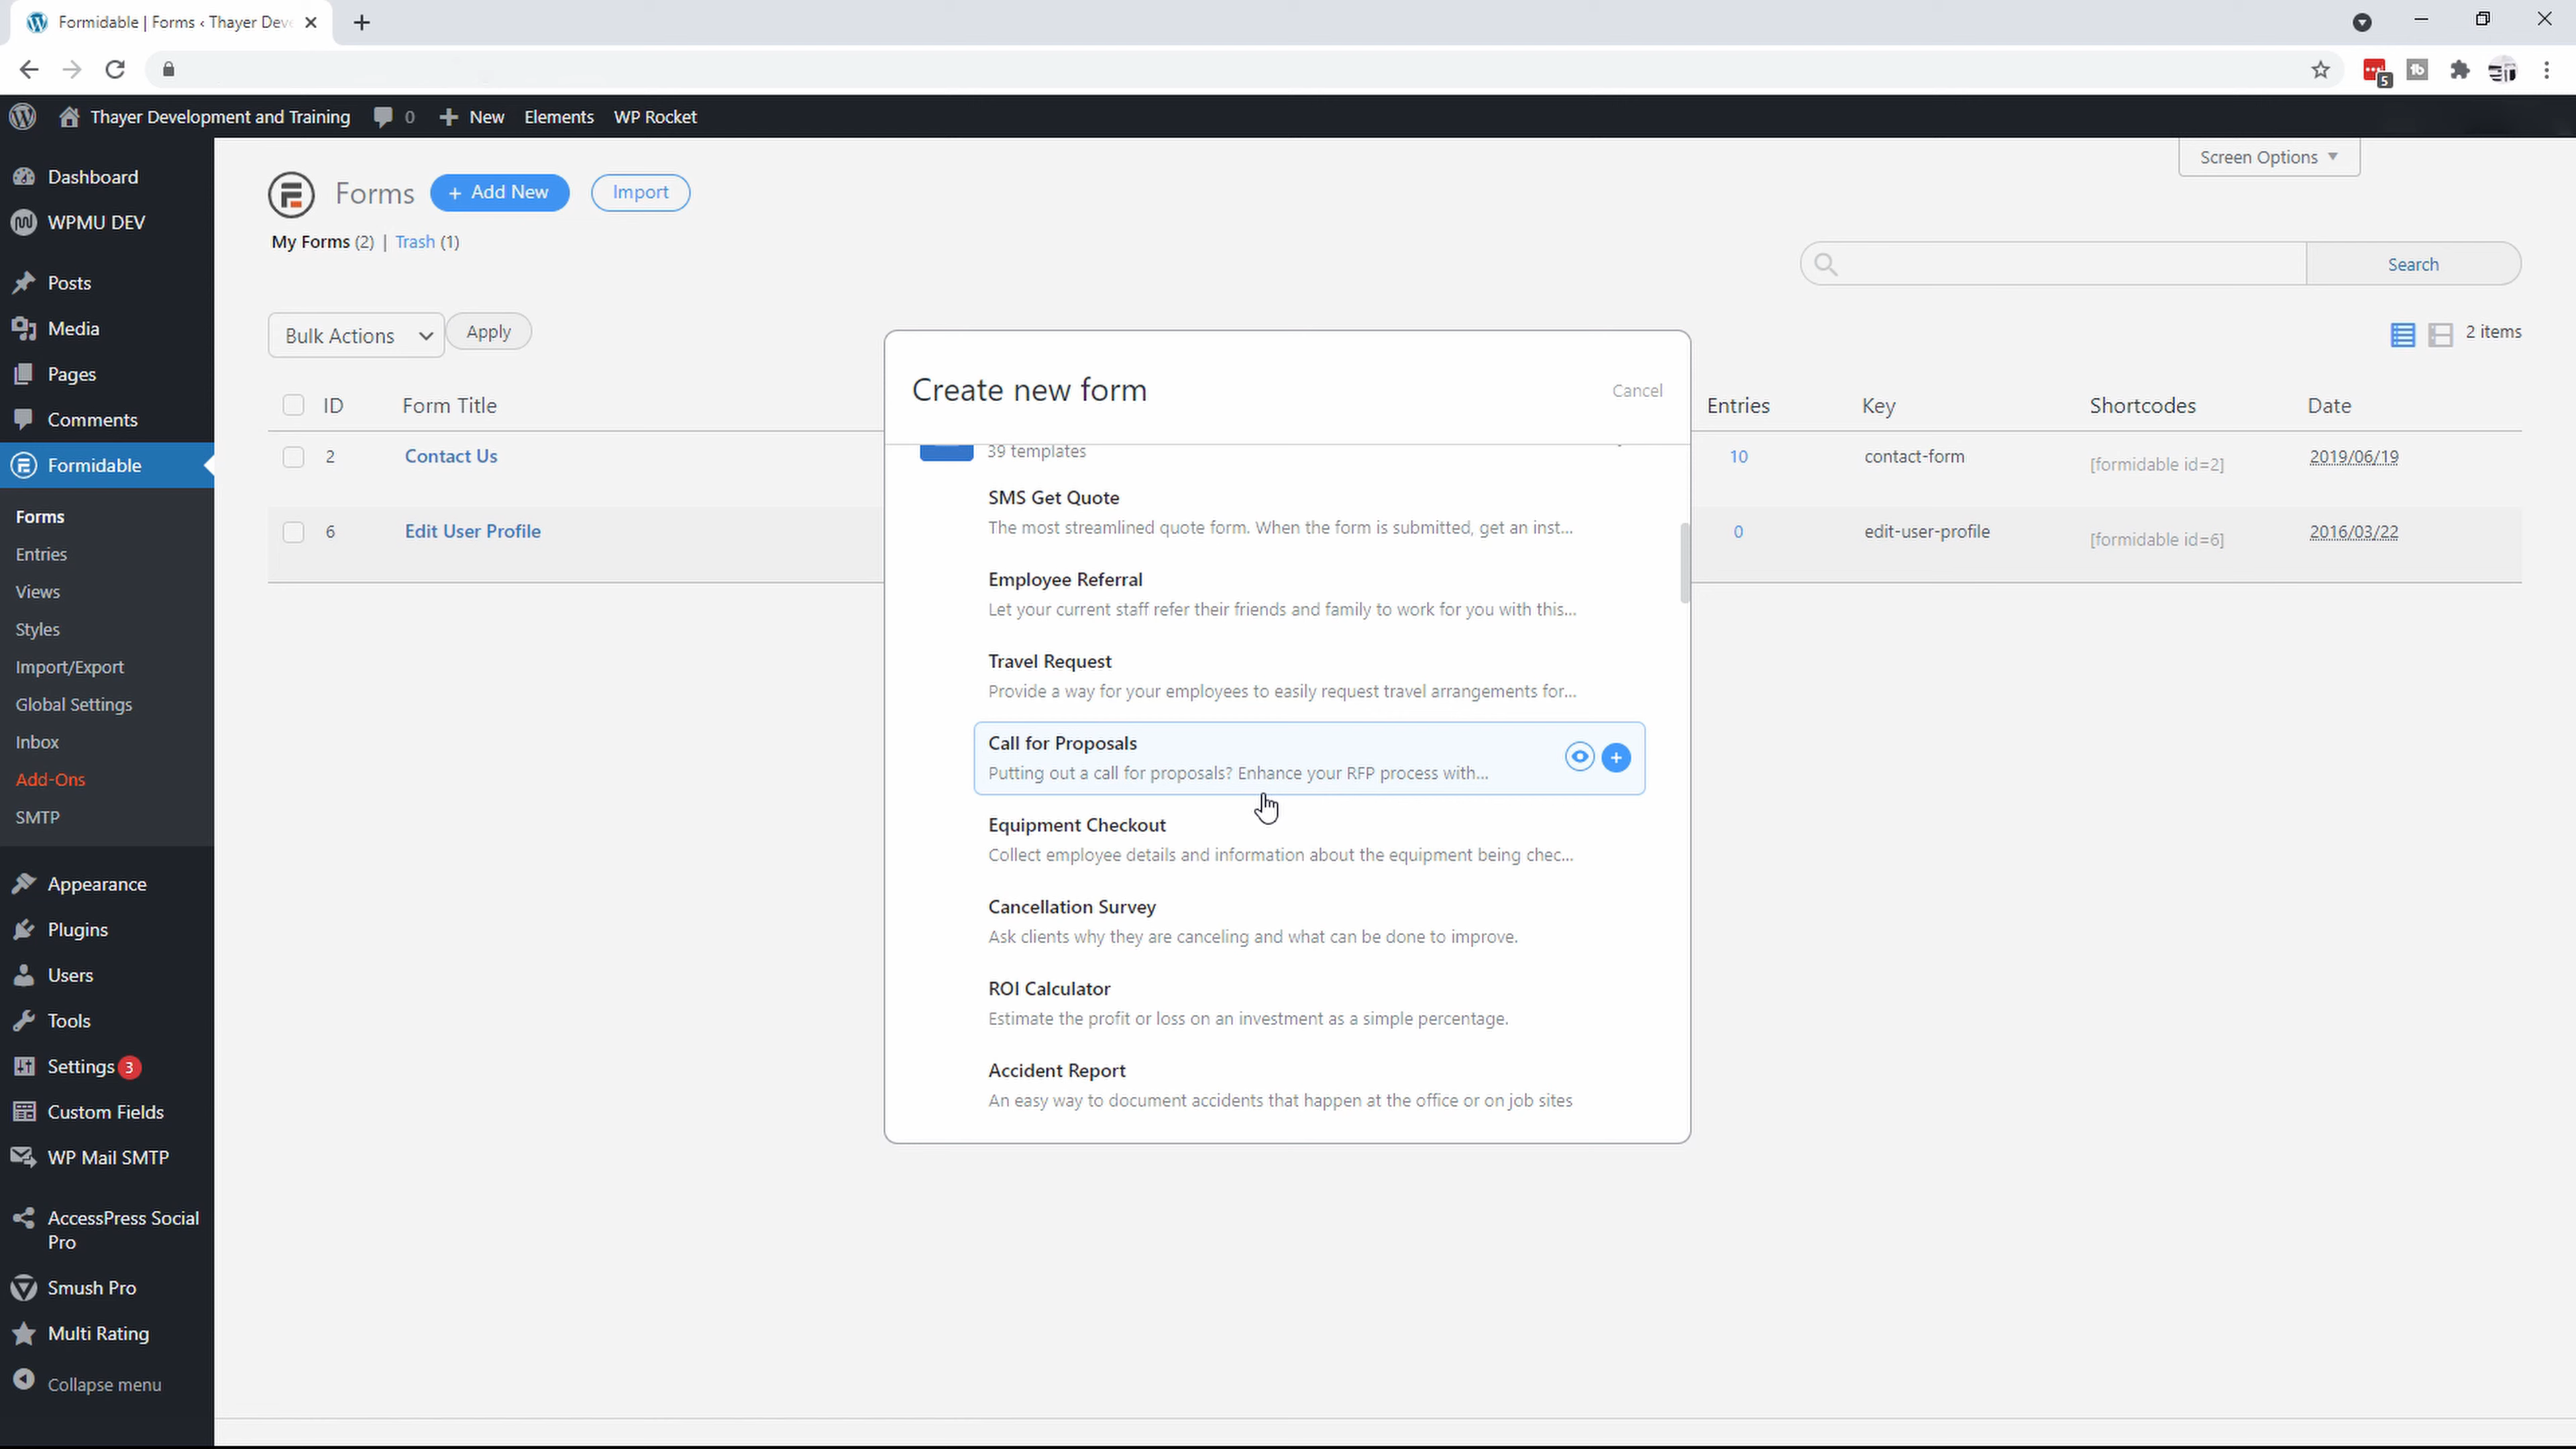 Formidable | Forms ‹ Thayer Deve
5
Thayer Development and Training 0 New Elements WP Rocket
Screen Options
Dashboard
WPMU DEV
Posts
Media
Pages
Comments
Formidable
Forms
Entries
Views
Styles
Import/Export
Global Settings
Inbox
Add-Ons
SMTP
Appearance
Plugins
Users
Tools
Settings 3
Custom Fields
WP Mail SMTP
AccessPress Social
Pro
Smush Pro
Multi Rating
Collapse menu
Forms + Add New Import
My Forms (2) | Trash (1)
Search
Bulk Actions Apply
2 items
ID Form Title Entries Key Shortcodes Date
2 Contact Us 10 contact-form [formidable id=2] 2019/06/19
6 Edit User Profile 0 edit-user-profile [formidable id=6] 2016/03/22
Create new form Cancel
39 templates
SMS Get Quote
The most streamlined quote form. When the form is submitted, get an inst...
Employee Referral
Let your current staff refer their friends and family to work for you with this...
Travel Request
Provide a way for your employees to easily request travel arrangements for...
Call for Proposals
Putting out a call for proposals? Enhance your RFP process with...
Equipment Checkout
Collect employee details and information about the equipment being chec...
Cancellation Survey
Ask clients why they are canceling and what can be done to improve.
ROI Calculator
Estimate the profit or loss on an investment as a simple percentage.
Accident Report
An easy way to document accidents that happen at the office or on job sites